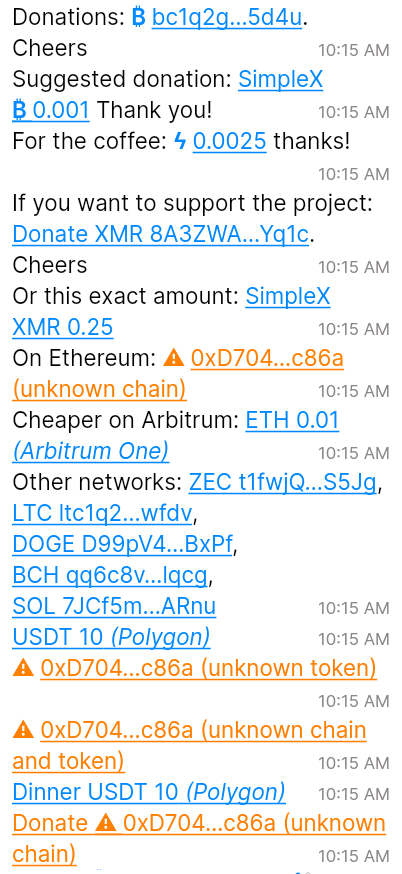 Donations: ₿ bc1q2g...5d4u.
Cheers 10:15 AM
Suggested donation: SimpleX
₿ 0.001 Thank you! 10:15 AM
For the coffee: ϟ 0.0025 thanks!
10:15 AM
If you want to support the project:
Donate XMR 8A3ZWA...Yq1c.
Cheers 10:15 AM
Or this exact amount: SimpleX
XMR 0.25 10:15 AM
On Ethereum: ⚠ 0xD704...c86a
(unknown chain) 10:15 AM
Cheaper on Arbitrum: ETH 0.01
(Arbitrum One) 10:15 AM
Other networks: ZEC t1fwjQ...S5Jg,
LTC ltc1q2...wfdv,
DOGE D99pV4...BxPf,
BCH qq6c8v...lqcg,
SOL 7JCf5m...ARnu 10:15 AM
USDT 10 (Polygon) 10:15 AM
⚠ 0xD704...c86a (unknown token)
10:15 AM
⚠ 0xD704...c86a (unknown chain
and token) 10:15 AM
Dinner USDT 10 (Polygon) 10:15 AM
Donate ⚠ 0xD704...c86a (unknown
chain) 10:15 AM